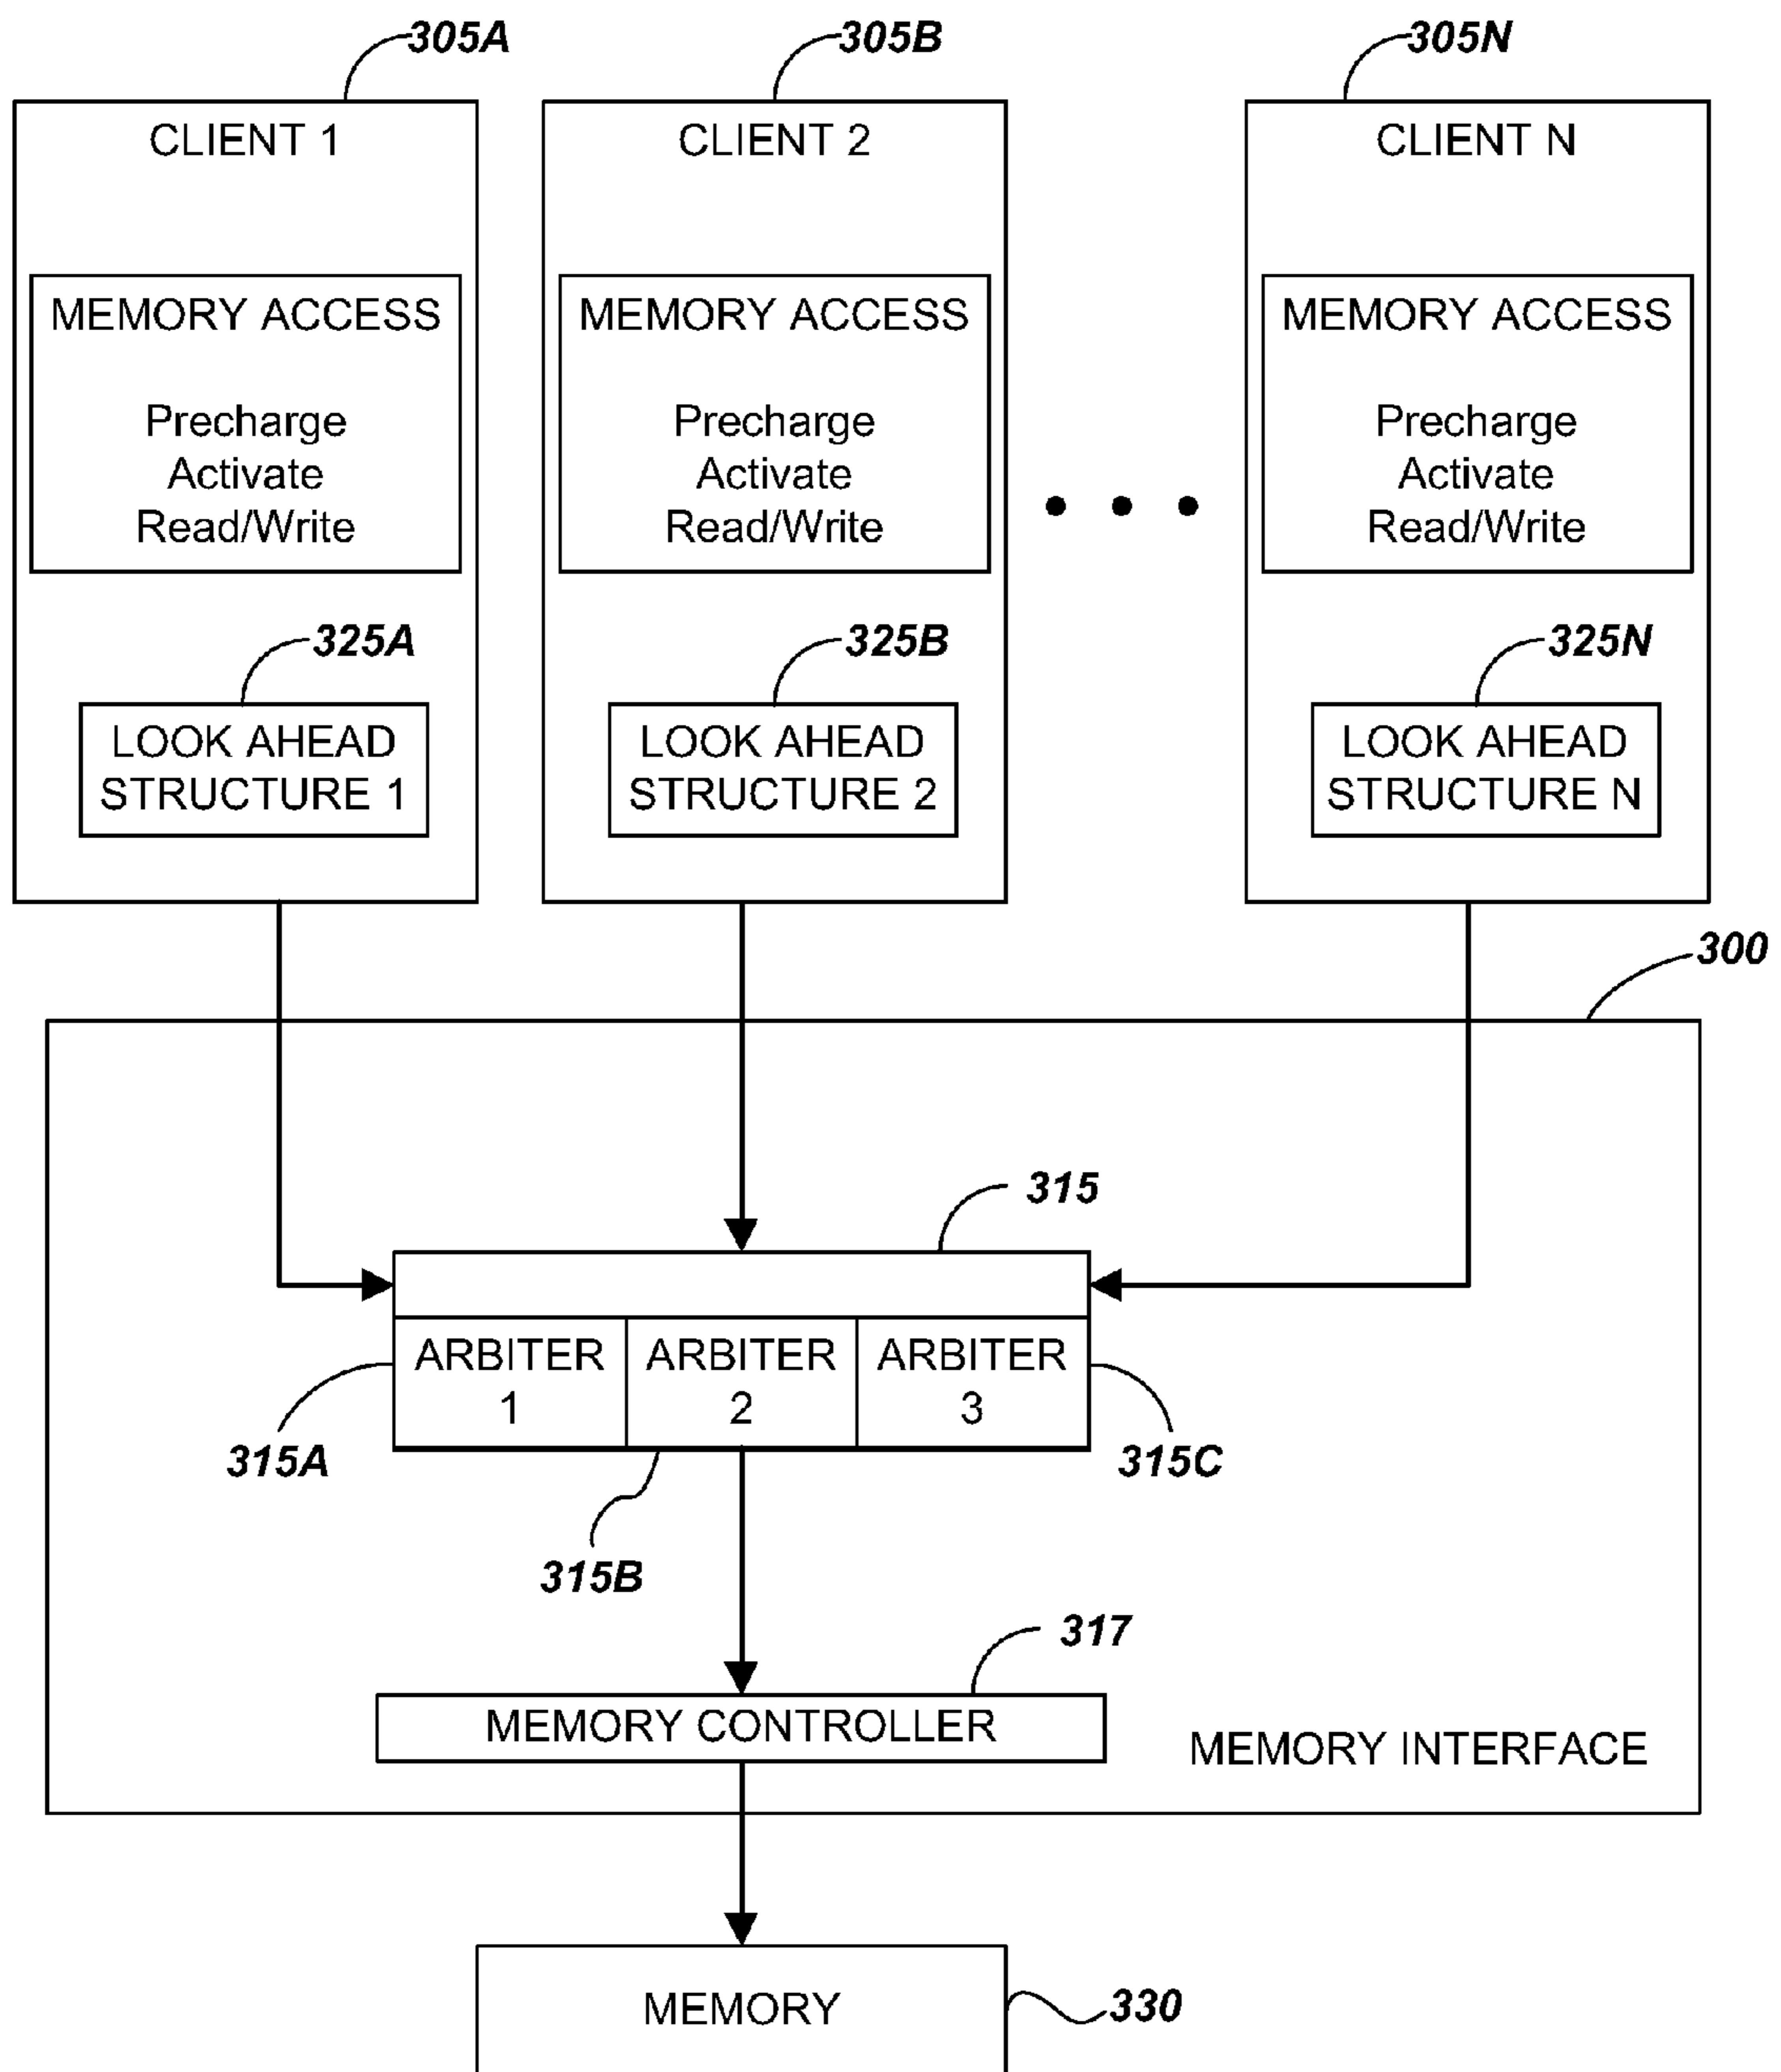 305A
305B
305N
CLIENT 1
CLIENT 2
CLIENT N
MEMORY ACCESS
Precharge
Activate
Read/Write
MEMORY ACCESS
Precharge
Activate
Read/Write
MEMORY ACCESS
Precharge
Activate
Read/Write
325A
325B
325N
LOOK AHEAD
STRUCTURE 1
LOOK AHEAD
STRUCTURE 2
LOOK AHEAD
STRUCTURE N
300
315
ARBITER
1
ARBITER
2
ARBITER
3
315A
315B
315C
317
MEMORY CONTROLLER
MEMORY INTERFACE
MEMORY
330